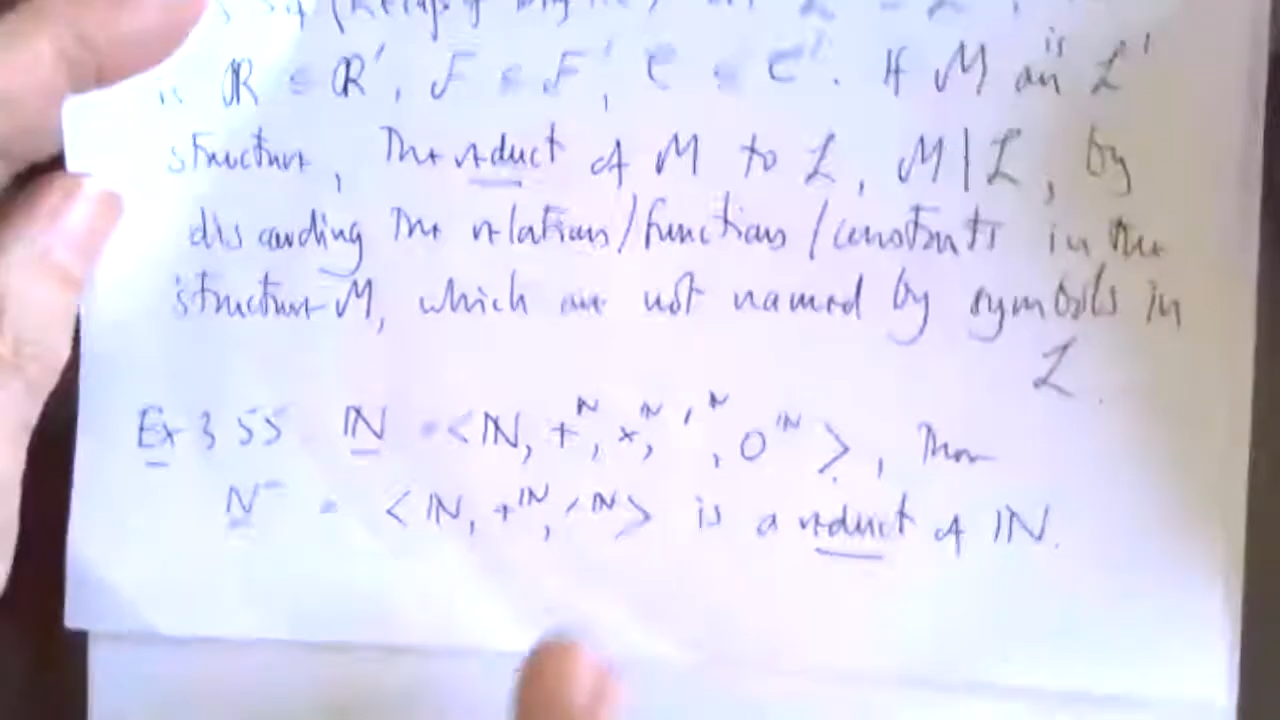 is ℛ ⊆ ℛ', ℱ ⊆ ℱ', 𝒞 ⊆ 𝒞'. If ℳ is an ℒ'
structure, The reduct of ℳ to ℒ, ℳ|ℒ, by
discarding the relations/functions/constants in the
structure ℳ, which are not named by symbols in
ℒ.
Ex 3.55 ℕ = <ℕ, +^ℕ, ×^ℕ, ′^ℕ, 0^ℕ>, Then
N⁻ = <ℕ, +^ℕ, ′^ℕ> is a reduct of ℕ.